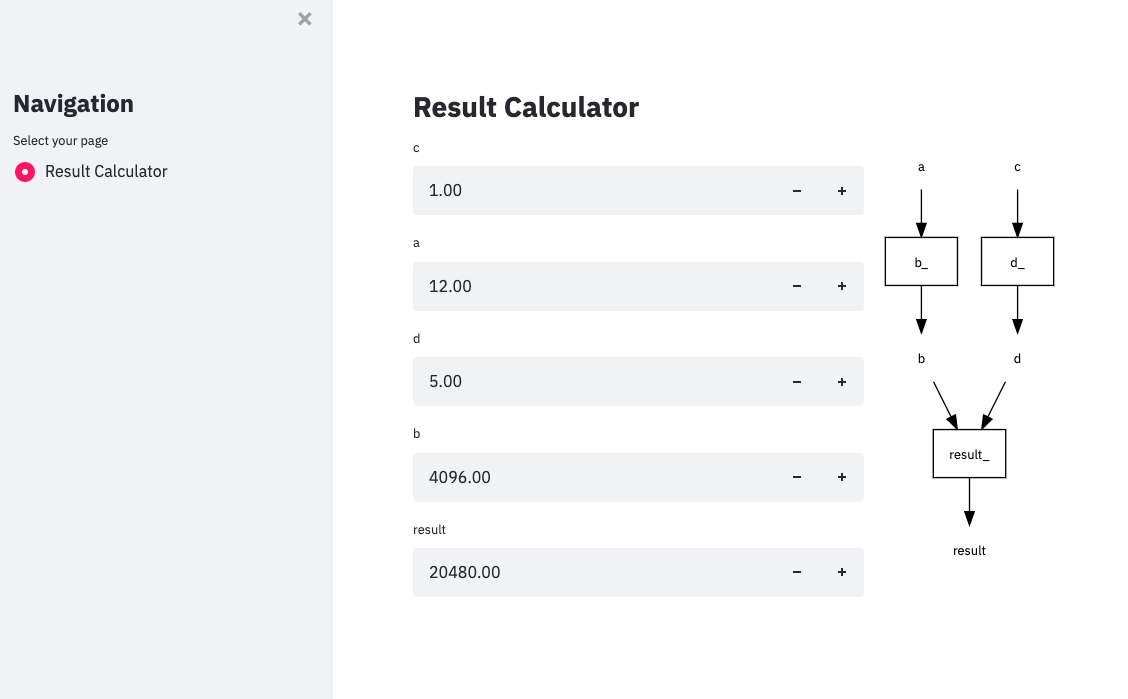 Navigation
Select your page
Result Calculator
Result Calculator
c
1.00
a
12.00
d
5.00
b
4096.00
result
20480.00
a c
b_ d_
b d
result_
result